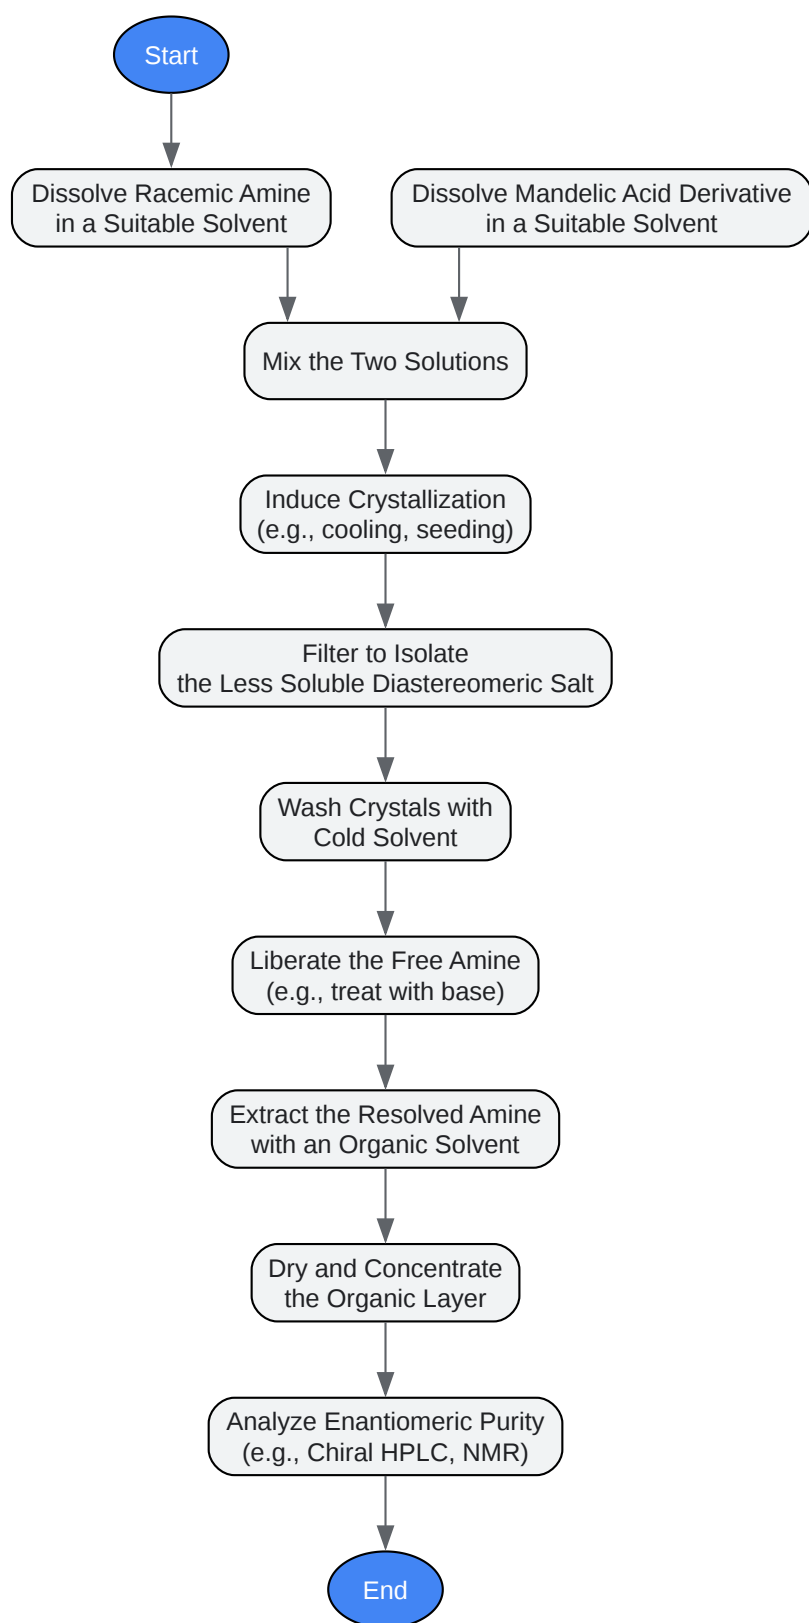 Start
Dissolve Racemic Amine
in a Suitable Solvent
Dissolve Mandelic Acid Derivative
in a Suitable Solvent
Mix the Two Solutions
Induce Crystallization
(e.g., cooling, seeding)
Filter to Isolate
the Less Soluble Diastereomeric Salt
Wash Crystals with
Cold Solvent
Liberate the Free Amine
(e.g., treat with base)
Extract the Resolved Amine
with an Organic Solvent
Dry and Concentrate
the Organic Layer
Analyze Enantiomeric Purity
(e.g., Chiral HPLC, NMR)
End